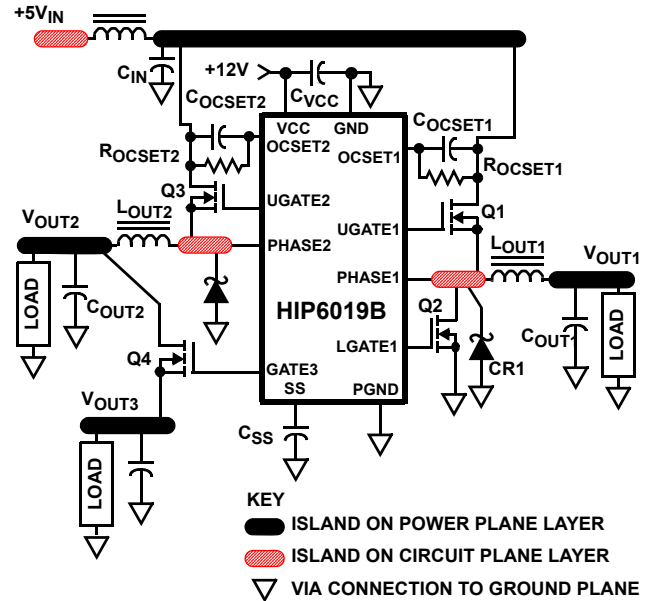 +5VIN
CIN
+12V
CVCC
COCSET2
COCSET1
VCC
GND
OCSET2
OCSET1
ROCSET2
ROCSET1
Q3
UGATE2
UGATE1
Q1
VOUT2
LOUT2
LOUT1
VOUT1
PHASE2
PHASE1
LOAD
COUT2
HIP6019B
Q2
COUT1
LOAD
Q4
LGATE1
CR1
GATE3
SS
PGND
VOUT3
CSS
LOAD
KEY
ISLAND ON POWER PLANE LAYER
ISLAND ON CIRCUIT PLANE LAYER
VIA CONNECTION TO GROUND PLANE